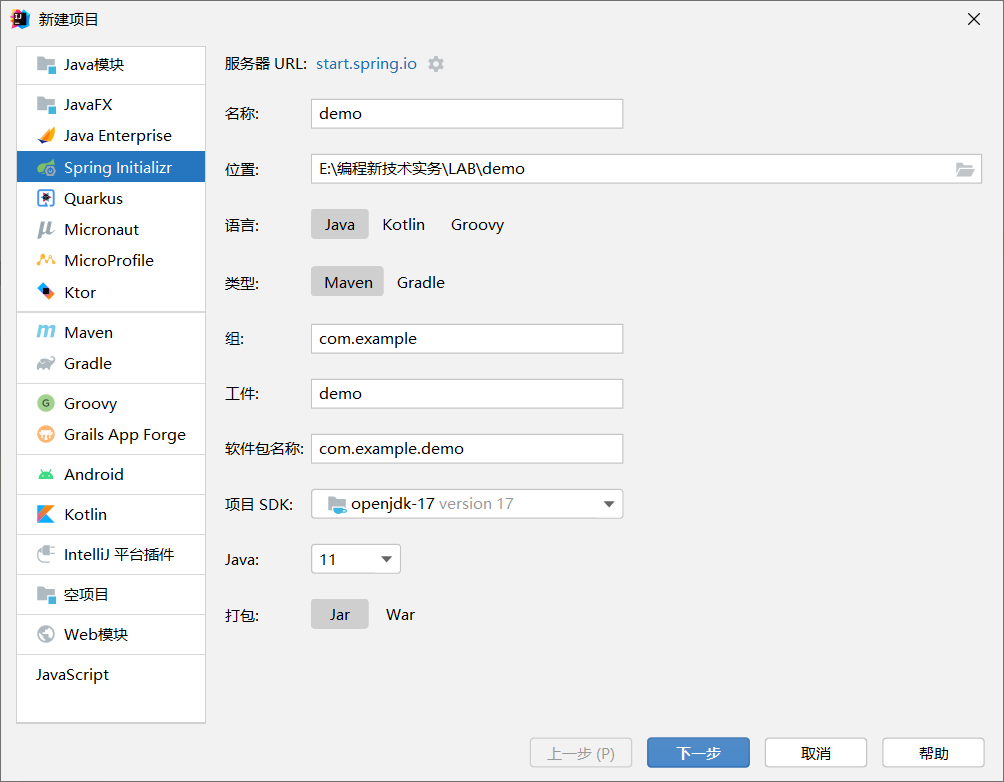 新建项目
Java模块
JavaFX
Java Enterprise
Spring Initializr
Quarkus
Micronaut
MicroProfile
Ktor
Maven
Gradle
Groovy
Grails App Forge
Android
Kotlin
IntelliJ 平台插件
空项目
Web模块
JavaScript
服务器 URL: start.spring.io
名称: demo
位置: E:\编程新技术实务\LAB\demo
语言: Java Kotlin Groovy
类型: Maven Gradle
组: com.example
工件: demo
软件包名称: com.example.demo
项目 SDK: openjdk-17 version 17
Java: 11
打包: Jar War
上一步 (P) 下一步 取消 帮助